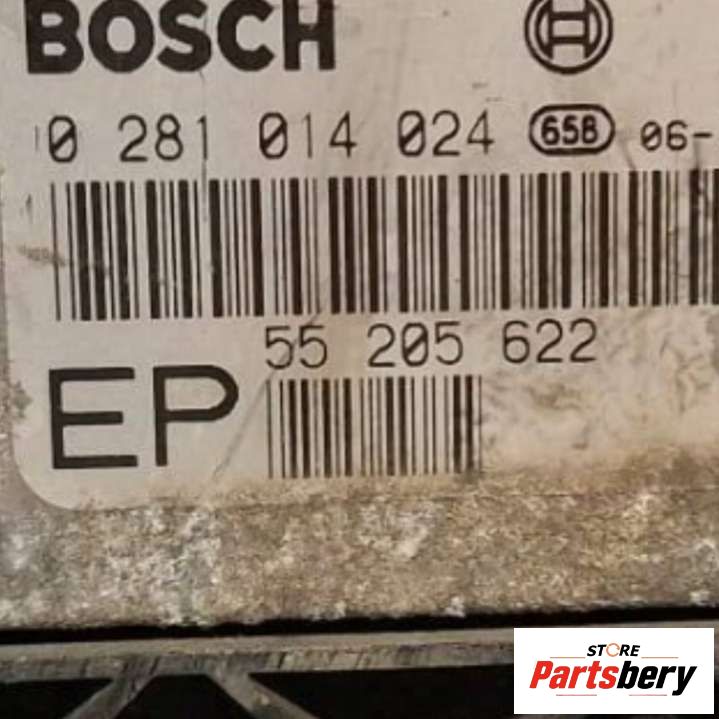 BOSCH
0 281 014 024 658 06-
55 205 622
EP
STORE
Partsbery